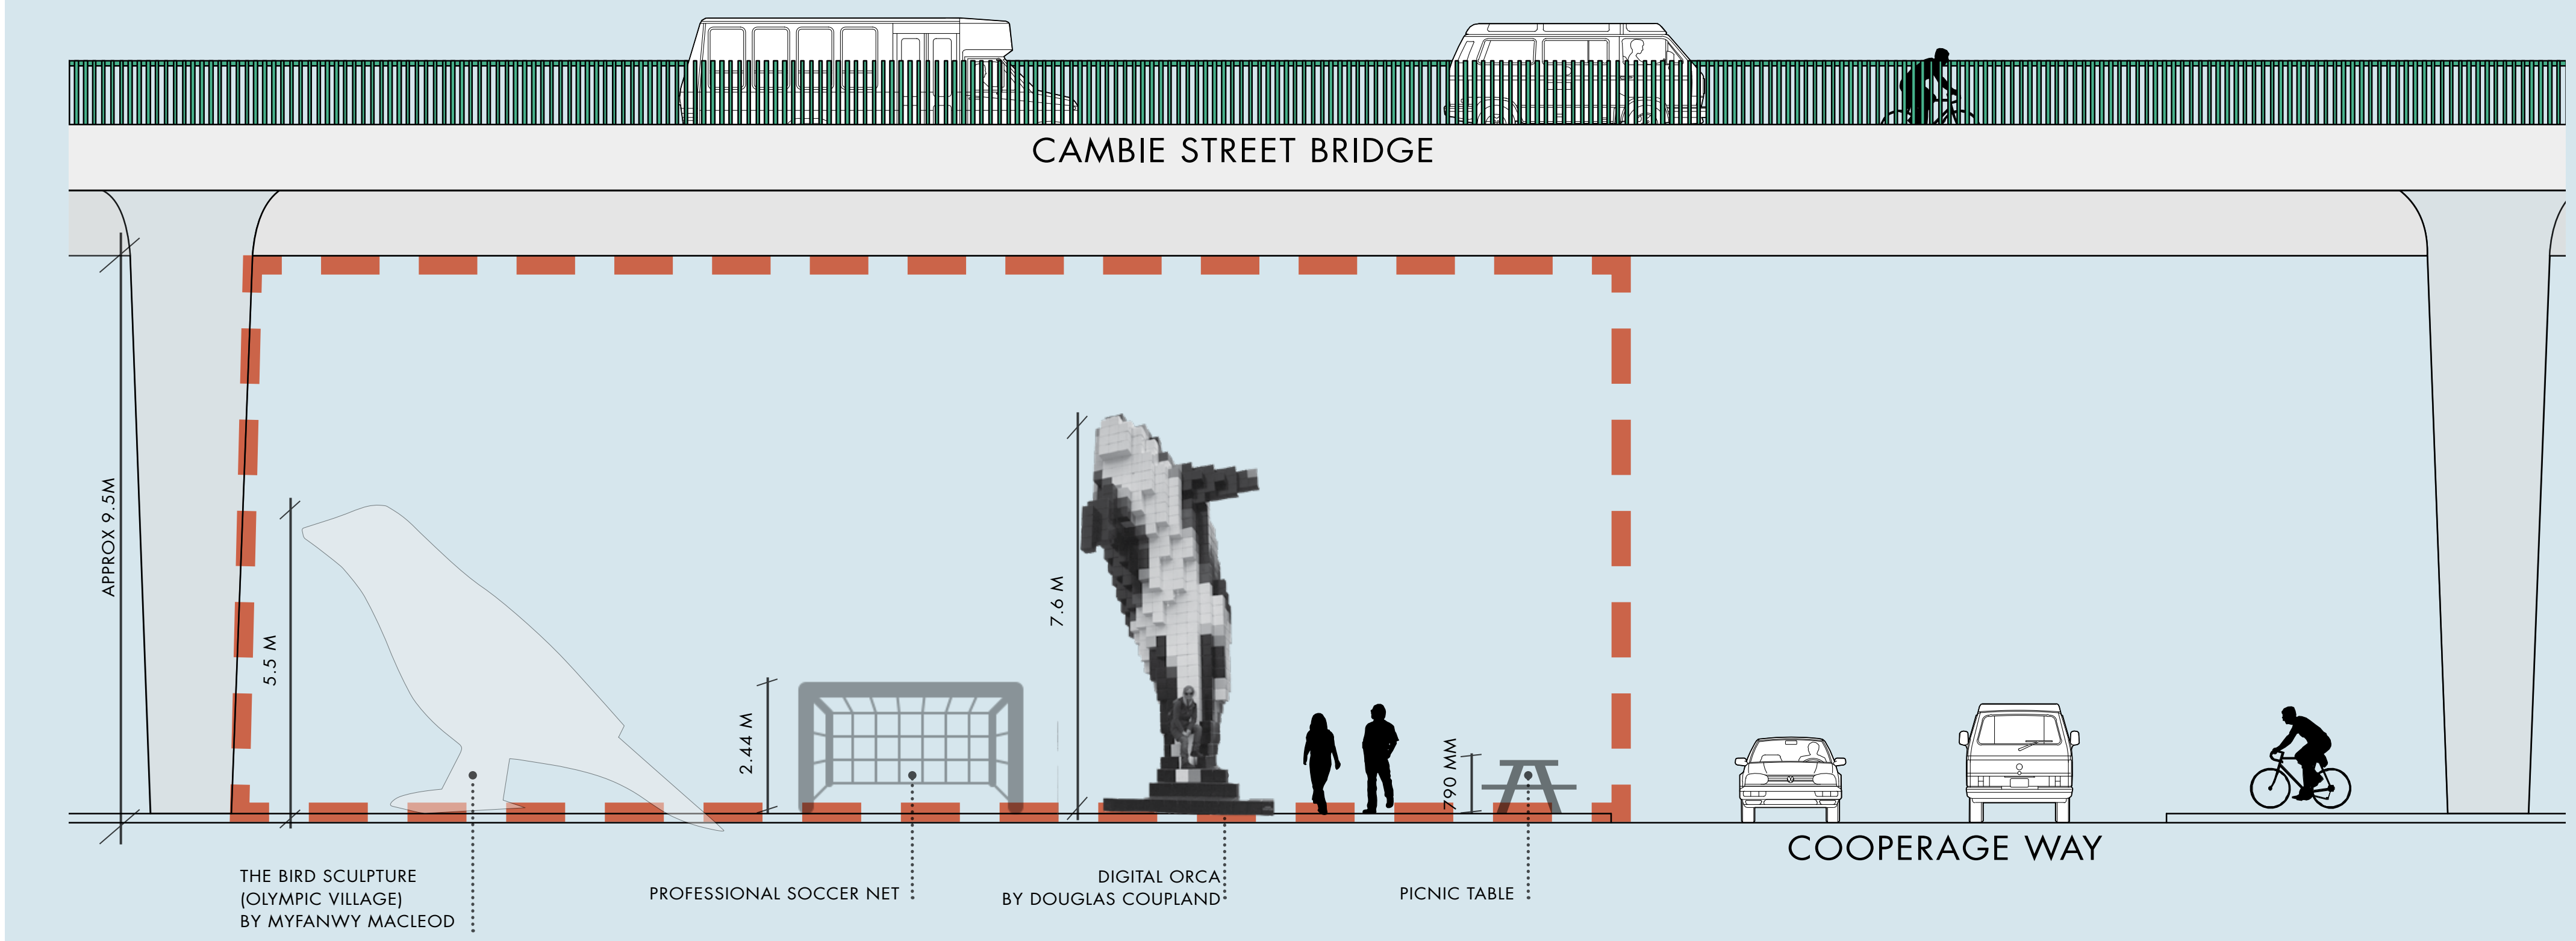 CAMBIE STREET BRIDGE
APPROX 9.5M
5.5 M
2.44 M
7.6 M
790 MM
COOPERAGE WAY
THE BIRD SCULPTURE
(OLYMPIC VILLAGE)
BY MYFANWY MACLEOD
PROFESSIONAL SOCCER NET
DIGITAL ORCA
BY DOUGLAS COUPLAND
PICNIC TABLE